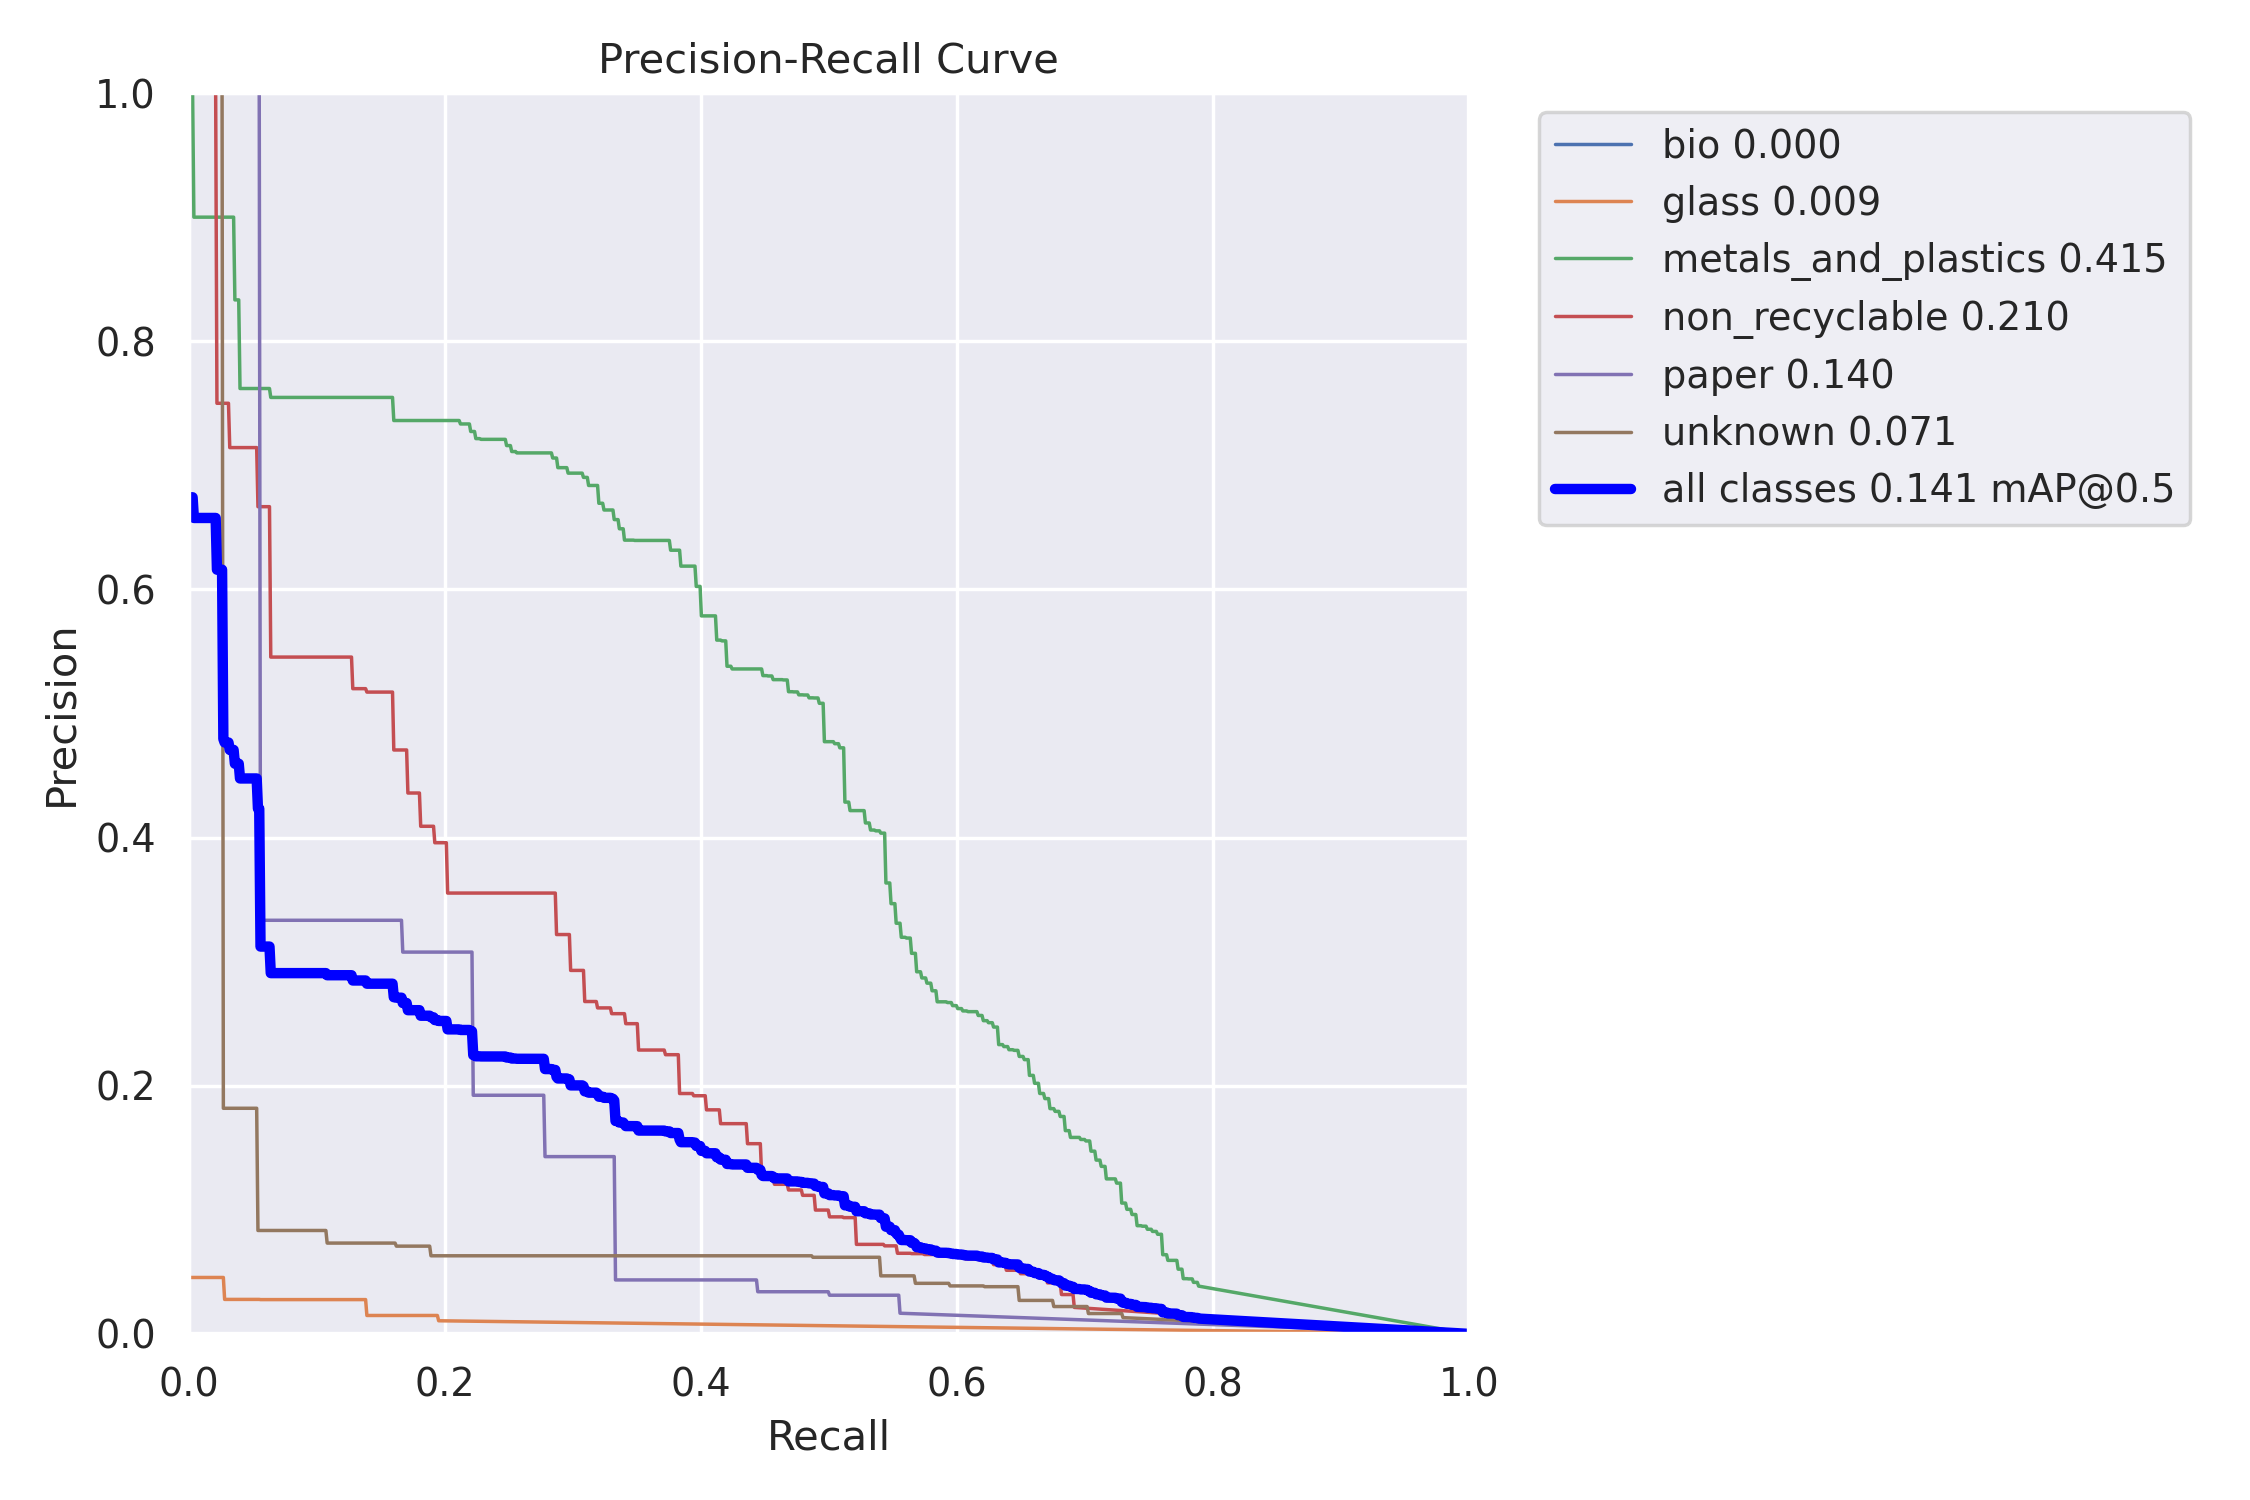 Precision-Recall Curve
1.0
0.8
0.6
0.4
0.2
0.0
Precision
0.0 0.2 0.4 0.6 0.8 1.0
Recall
bio 0.000
glass 0.009
metals_and_plastics 0.415
non_recyclable 0.210
paper 0.140
unknown 0.071
all classes 0.141 mAP@0.5